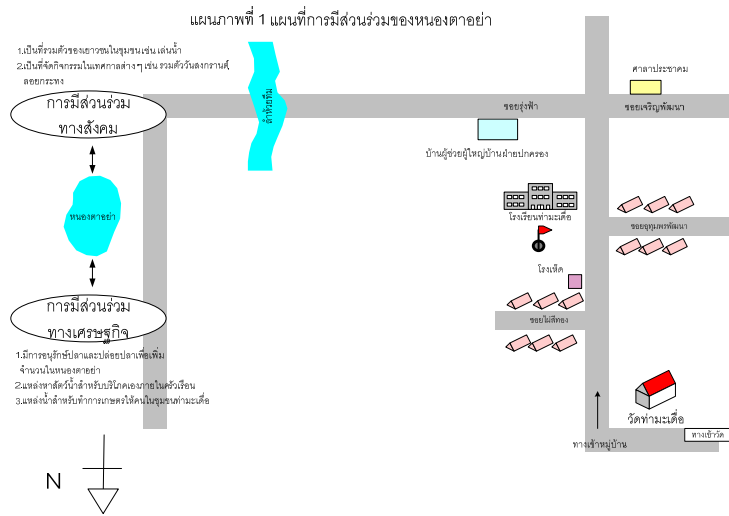 แผนภาพที่ 1 แผนที่การมีส่วนร่วมของหนองตาอย่า
1.เป็นที่รวมตัวของเยาวชนในชุมชน เช่น เล่นน้ำ
2.เป็นที่จัดกิจกรรมในเทศกาลต่างๆ เช่น รวมตัววันสงกรานต์,
ลอยกระทง
การมีส่วนร่วม
ทางสังคม
ลำห้วยทึม
ศาลาประชาคม
ซอยรุ่งฟ้า
ซอยเจริญพัฒนา
บ้านผู้ช่วยผู้ใหญ่บ้านฝ่ายปกครอง
หนองตาอย่า
โรงเรียนท่ามะเดื่อ
ซอยอุทุมพรพัฒนา
โรงเห็ด
การมีส่วนร่วม
ทางเศรษฐกิจ
ซอยไผ่สีทอง
1.มีการอนุรักษ์ปลาและปล่อยปลาเพื่อเพิ่ม
จำนวนในหนองตาอย่า
2.แหล่งหาสัตว์น้ำสำหรับบริโภคเองภายในครัวเรือน
3.แหล่งน้ำสำหรับทำการเกษตรให้คนในชุมชนท่ามะเดื่อ
วัดท่ามะเดื่อ
ทางเข้าวัด
ทางเข้าหมู่บ้าน
N